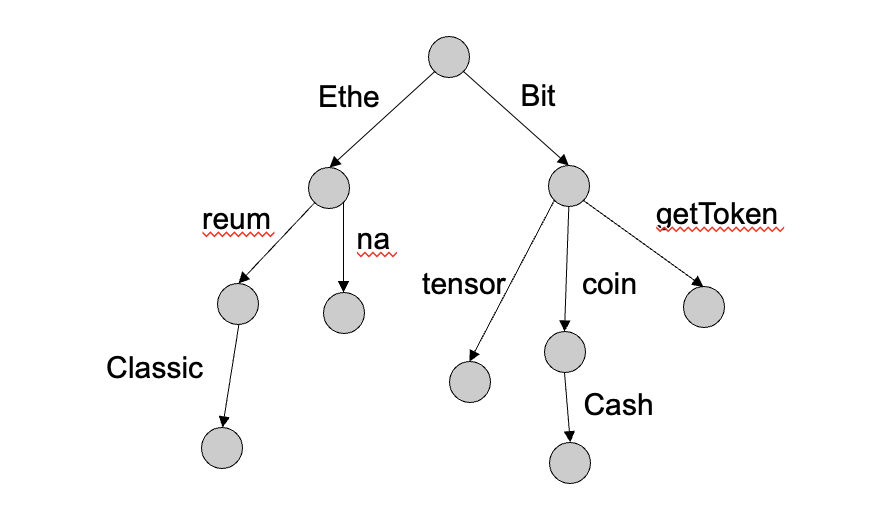 Ethe
Bit
reum
na
getToken
tensor
coin
Classic
Cash